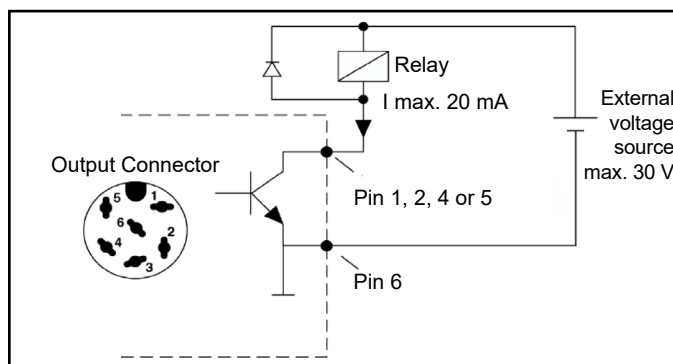 Relay
I max. 20 mA
External
voltage
source
max. 30 V
Output Connector
Pin 1, 2, 4 or 5
5
1
6
2
4
3
Pin 6